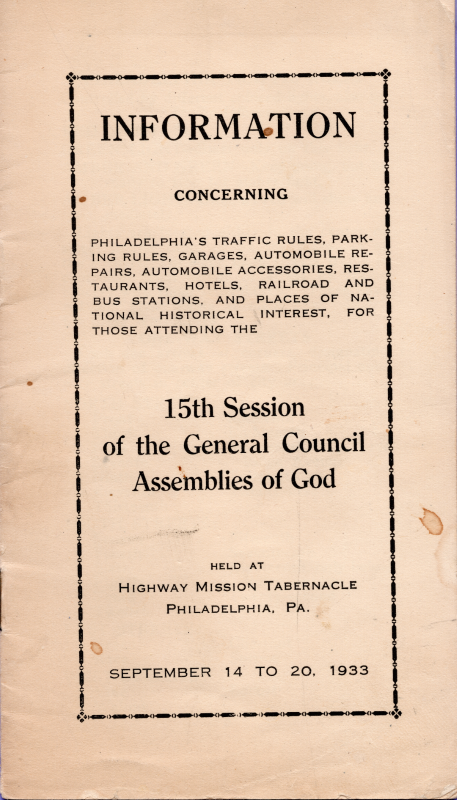 INFORMATION
CONCERNING
PHILADELPHIA'S TRAFFIC RULES, PARK-
ING RULES, GARAGES, AUTOMOBILE RE-
PAIRS, AUTOMOBILE ACCESSORIES, RES-
TAURANTS, HOTELS, RAILROAD AND
BUS STATIONS, AND PLACES OF NA-
TIONAL HISTORICAL INTEREST, FOR
THOSE ATTENDING THE
15th Session
of the General Council
Assemblies of God
HELD AT
HIGHWAY MISSION TABERNACLE
PHILADELPHIA, PA.
SEPTEMBER 14 TO 20, 1933